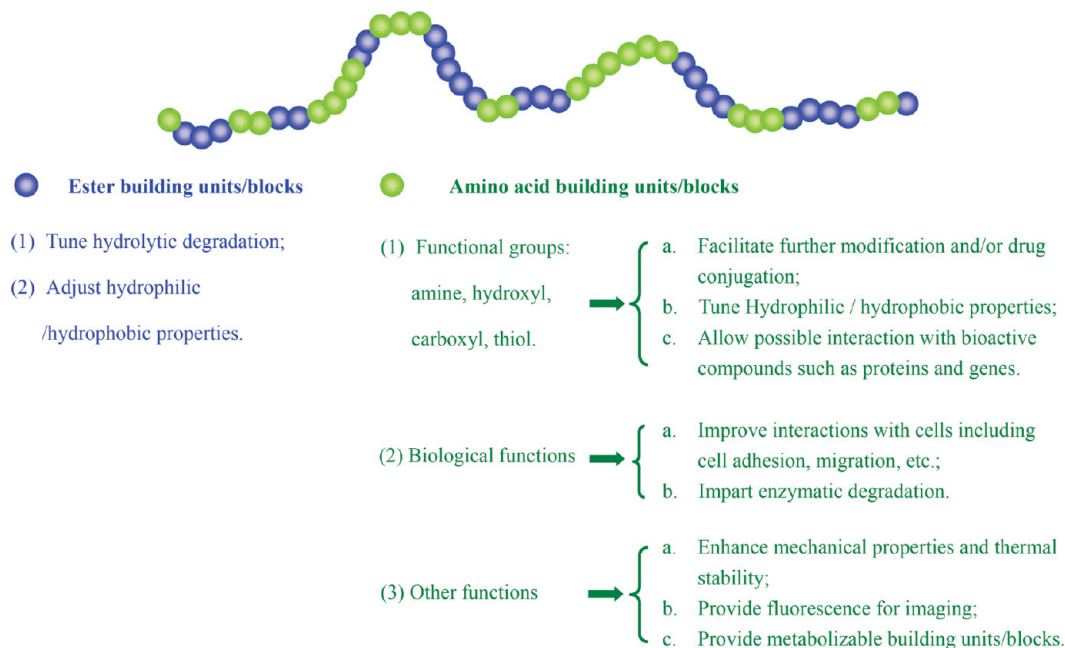 Ester building units/blocks
(1) Tune hydrolytic degradation;
(2) Adjust hydrophilic
/hydrophobic properties.
Amino acid building units/blocks
(1) Functional groups:
amine, hydroxyl,
carboxyl, thiol.
a. Facilitate further modification and/or drug
conjugation;
b. Tune Hydrophilic / hydrophobic properties;
c. Allow possible interaction with bioactive
compounds such as proteins and genes.
(2) Biological functions
a. Improve interactions with cells including
cell adhesion, migration, etc.;
b. Impart enzymatic degradation.
(3) Other functions
a. Enhance mechanical properties and thermal
stability;
b. Provide fluorescence for imaging;
c. Provide metabolizable building units/blocks.